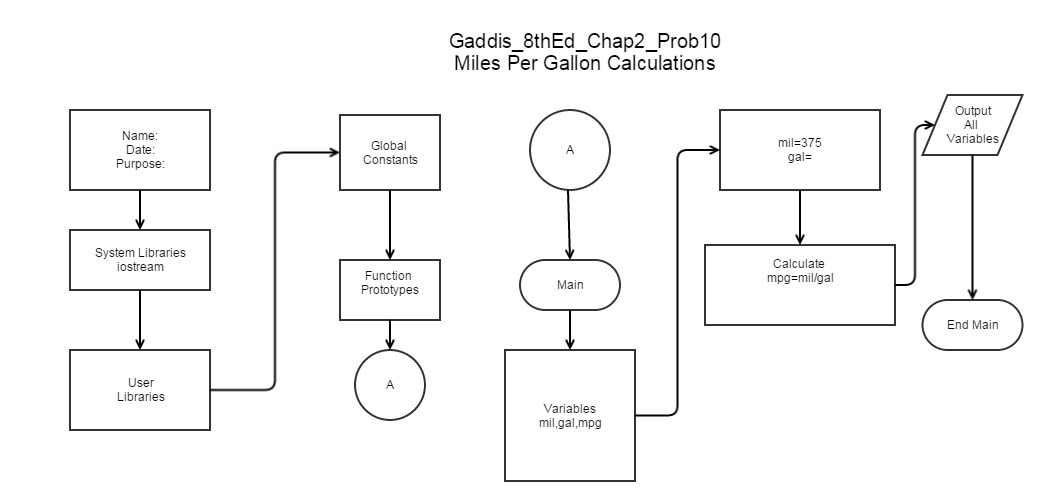 Gaddis_8thEd_Chap2_Prob10
Miles Per Gallon Calculations
Name:
Date:
Purpose:
System Libraries
iostream
User
Libraries
Global
Constants
Function
Prototypes
A
A
Main
Variables
mil,gal,mpg
mil=375
gal=
Calculate
mpg=mil/gal
Output
All
Variables
End Main